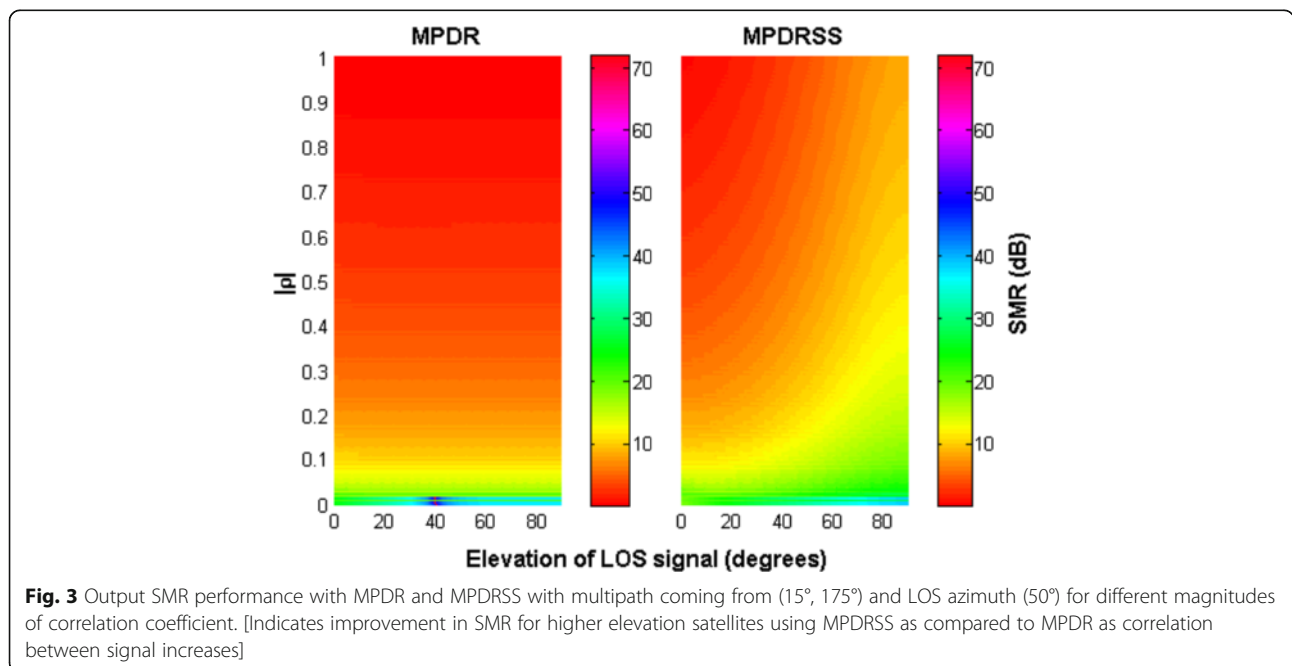 MPDR
MPDRSS
1
0.9
0.8
0.7
0.6
0.5
0.4
0.3
0.2
0.1
0
|ρ|
0 20 40 60 80
70
60
50
40
30
20
10
0 20 40 60 80
70
60
50
40
30
20
10
SMR (dB)
Elevation of LOS signal (degrees)
Fig. 3 Output SMR performance with MPDR and MPDRSS with multipath coming from (15°, 175°) and LOS azimuth (50°) for different magnitudes
of correlation coefficient. [Indicates improvement in SMR for higher elevation satellites using MPDRSS as compared to MPDR as correlation
between signal increases]